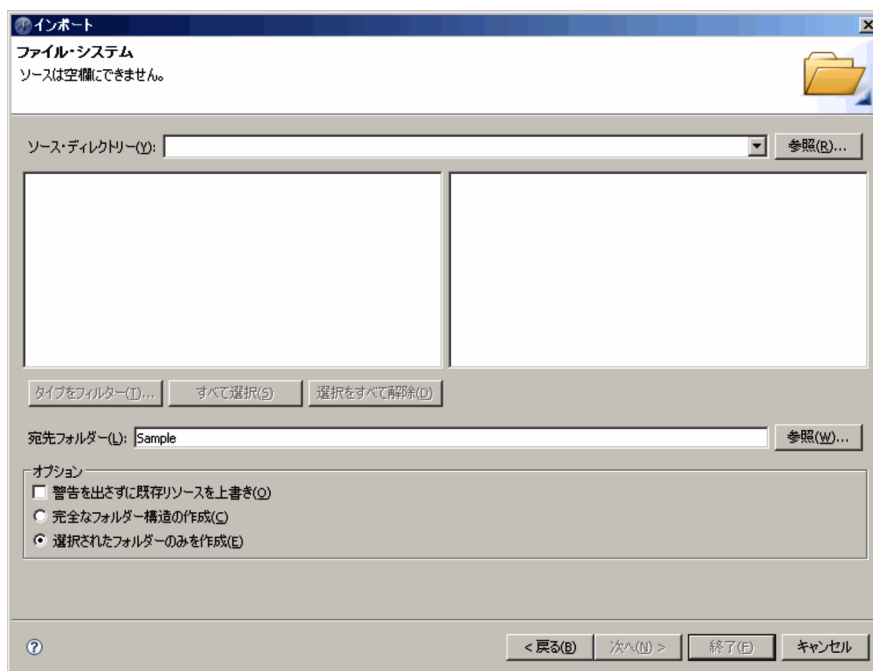 インポート
ファイル・システム
ソースは空欄にできません。
ソース・ディレクトリー(Y):
参照(R)...
タイプをフィルター(T)...
すべて選択(S)
選択をすべて解除(D)
宛先フォルダー(L): Sample
参照(W)...
オプション
警告を出さずに既存リソースを上書き(O)
完全なフォルダー構造の作成(C)
選択されたフォルダーのみを作成(E)
< 戻る(B)
次へ(N) >
終了(F)
キャンセル